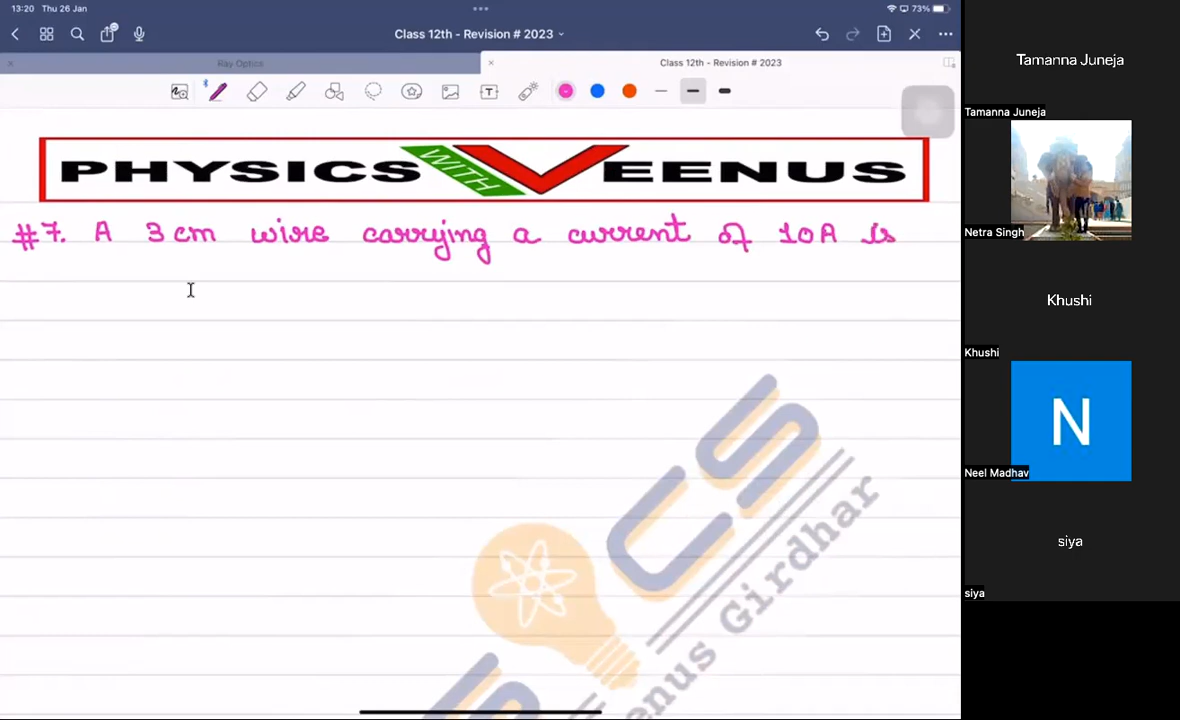 13:20 Thu 26 Jan
73%
Class 12th - Revision # 2023
Ray Optics
Class 12th - Revision # 2023
PHYSICS WITH VEENUS
#7. A 3 cm wire carrying a current of 10A is
CS
Veenus Girdhar
Tamanna Juneja
Tamanna Juneja
Netra Singh
Khushi
Khushi
N
Neel Madhav
siya
siya